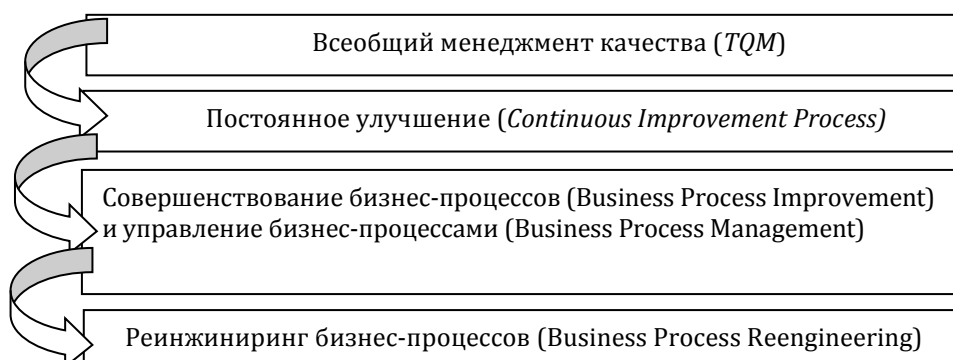 Всеобщий менеджмент качества (TQM)
Постоянное улучшение (Continuous Improvement Process)
Совершенствование бизнес-процессов (Business Process Improvement)
и управление бизнес-процессами (Business Process Management)
Реинжиниринг бизнес-процессов (Business Process Reengineering)